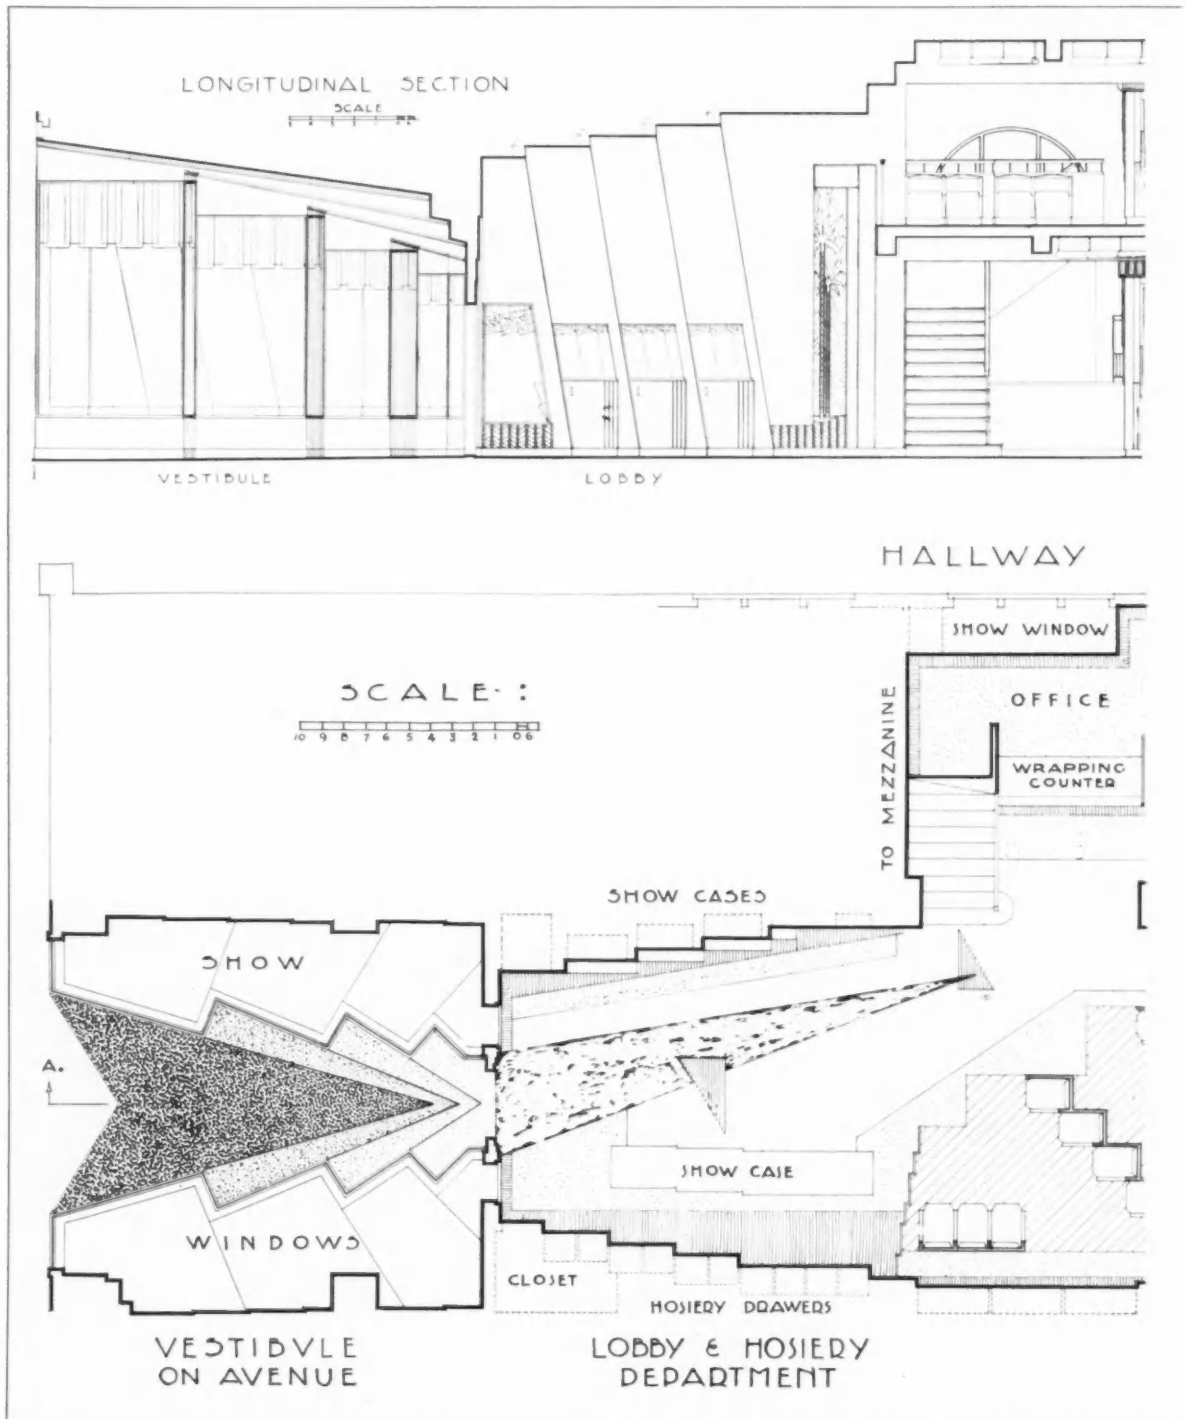 LONGITUDINAL SECTION
SCALE
VESTIBULE
LOBBY
HALLWAY
SHOW WINDOW
OFFICE
SCALE-:
10 9 8 7 6 5 4 3 2 1 0 6
WRAPPING
COUNTER
TO MEZZANINE
SHOW CASES
SHOW
A.
SHOW CASE
WINDOWS
CLOSET
HOSIERY DRAWERS
VESTIBVLE
ON AVENUE
LOBBY & HOSIERY
DEPARTMENT